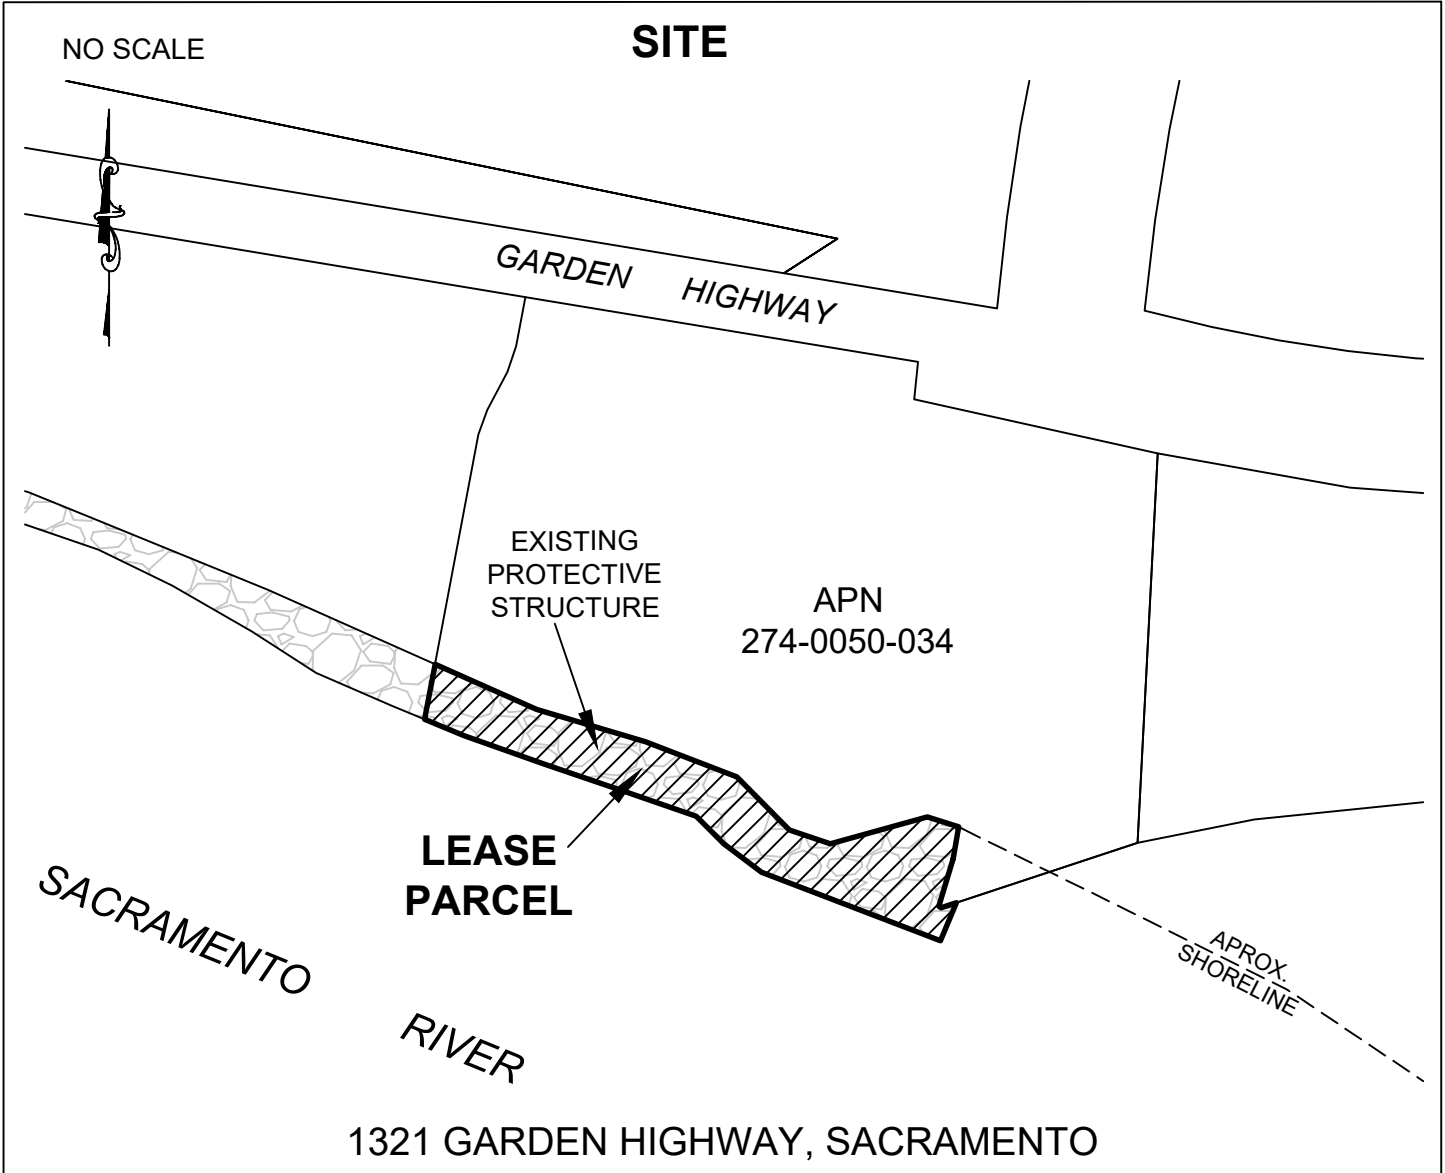 NO SCALE
SITE
GARDEN HIGHWAY
EXISTING
PROTECTIVE
STRUCTURE
APN
274-0050-034
LEASE
PARCEL
SACRAMENTO
RIVER
APROX.
SHORELINE
1321 GARDEN HIGHWAY, SACRAMENTO